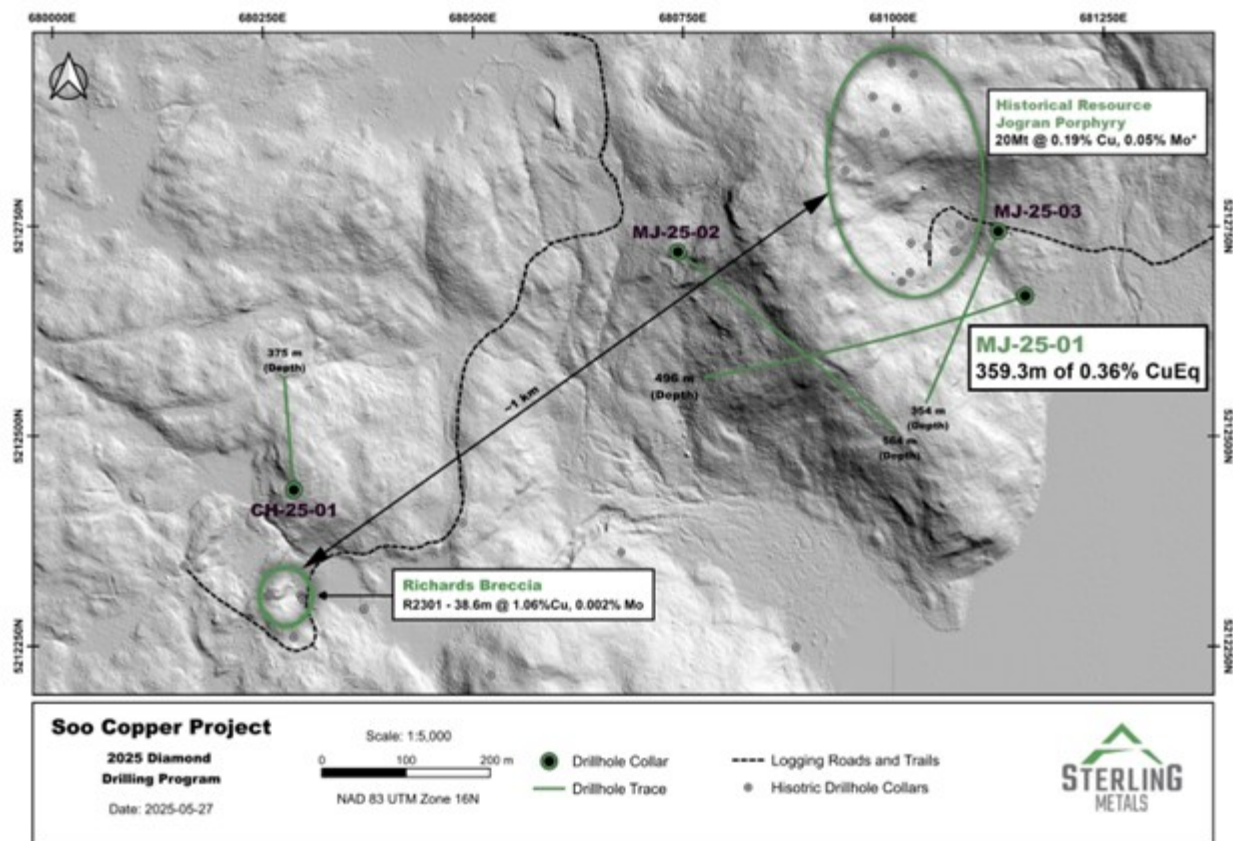 680000E
680250E
680500E
680750E
681000E
681250E
Historical Resource
Jogran Porphyry
20Mt @ 0.19% Cu, 0.05% Mo*
5212750N
5212750N
MJ-25-02
MJ-25-03
MJ-25-01
359.3m of 0.36% CuEq
375 m
(Depth)
496 m
(Depth)
~1 km
354 m
(Depth)
564 m
(Depth)
5212500N
5212500N
CH-25-01
Richards Breccia
R2301 - 38.6m @ 1.06%Cu, 0.002% Mo
5212250N
5212250N
Soo Copper Project
2025 Diamond
Drilling Program
Date: 2025-05-27
Scale: 1:5,000
0 100 200 m
NAD 83 UTM Zone 16N
Drillhole Collar
Drillhole Trace
Logging Roads and Trails
Hisotric Drillhole Collars
STERLING
METALS